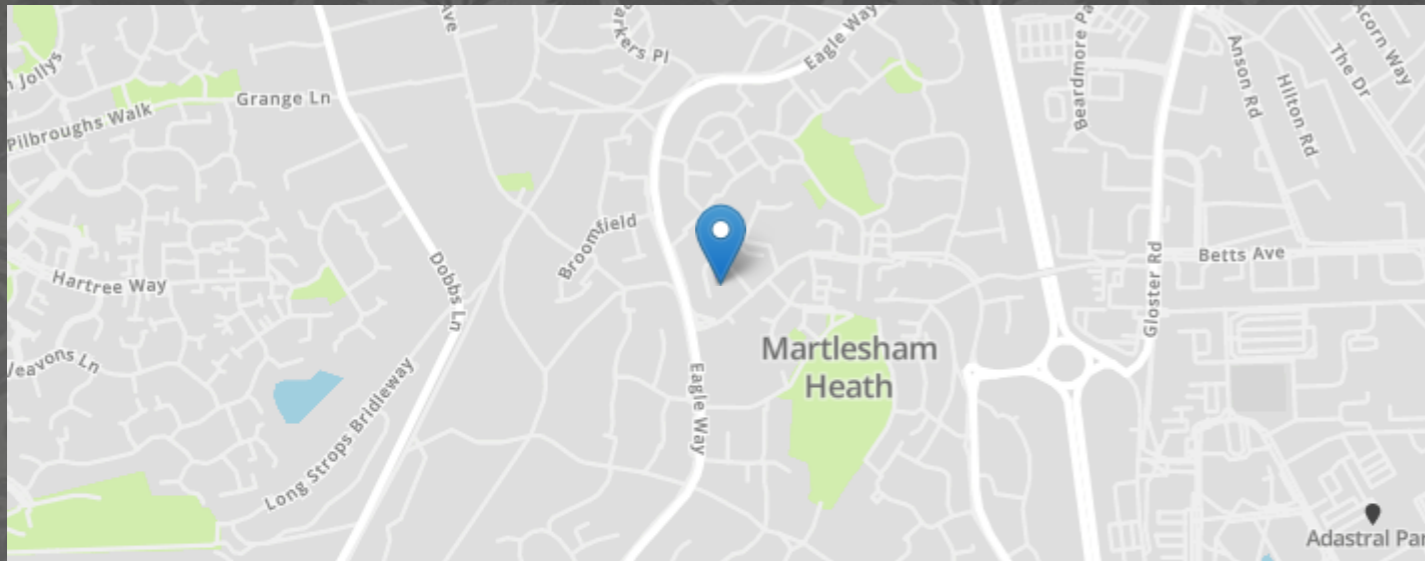 Ave
arkers Pl
Eagle Way
Beardmore Pa
Anson Rd
Hilton Rd
The Dr
Acorn Way
n Jollys
Grange Ln
Pilbroughs Walk
Broomfield
Dobbs Ln
Hartree Way
Betts Ave
Gloster Rd
Martlesham
Heath
Weavons Ln
Long Strops Bridleway
Eagle Way
Adastral Par